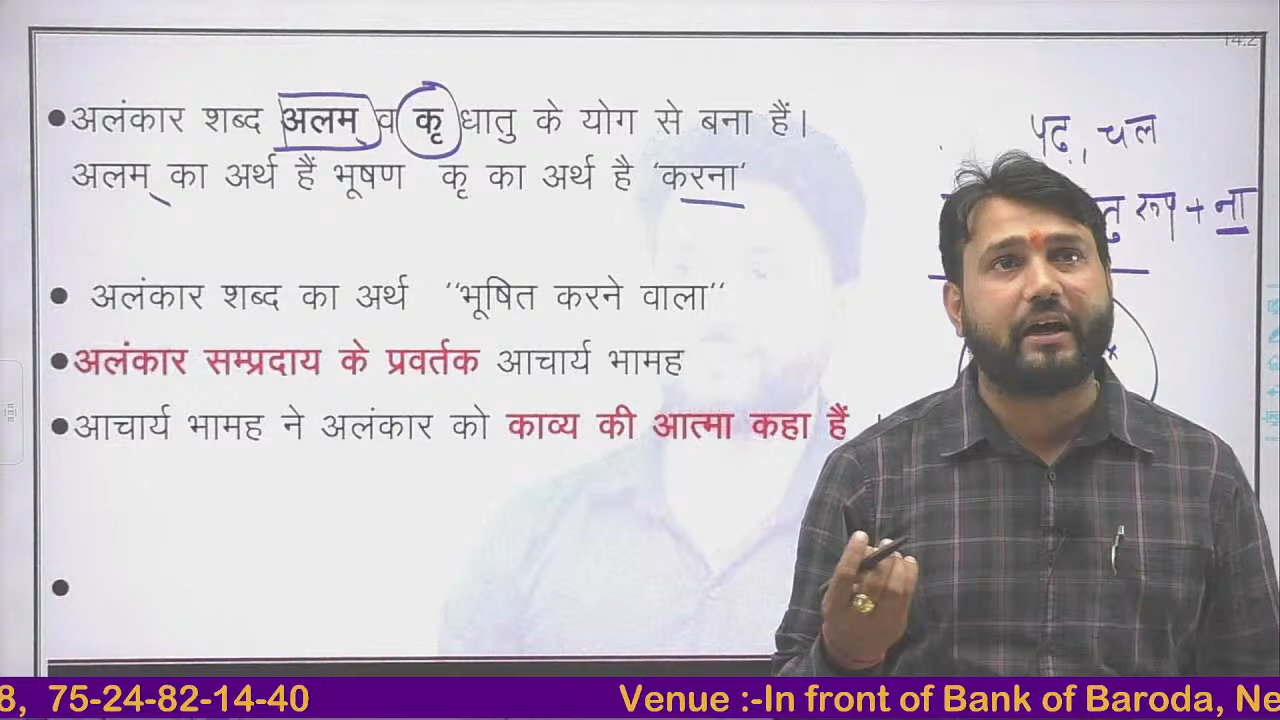 •अलंकार शब्द अलम् व कृ धातु के योग से बना हैं।
अलम् का अर्थ हैं भूषण कृ का अर्थ है 'करना'
• अलंकार शब्द का अर्थ "भूषित करने वाला"
•अलंकार सम्प्रदाय के प्रवर्तक आचार्य भामह
•आचार्य भामह ने अलंकार को काव्य की आत्मा कहा हैं ।
•
पढ़, चल
रूप + ना
8, 75-24-82-14-40
Venue :-In front of Bank of Baroda, Ne